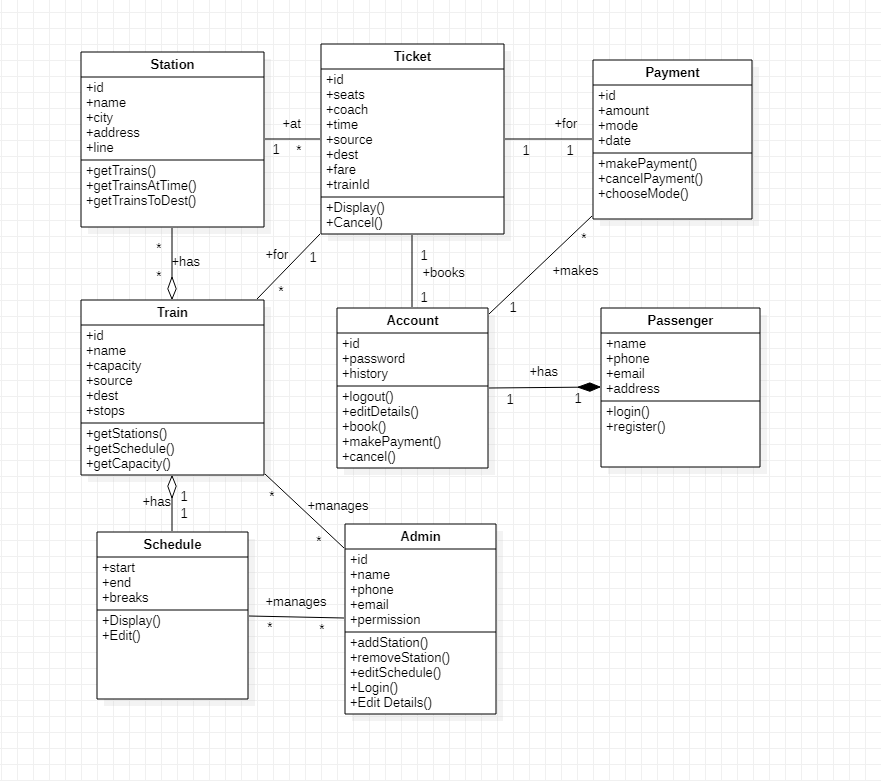 Station
+id
+name
+city
+address
+line
+getTrains()
+getTrainsAtTime()
+getTrainsToDest()
+at
1
*
Ticket
+id
+seats
+coach
+time
+source
+dest
+fare
+trainId
+Display()
+Cancel()
+for
1
1
Payment
+id
+amount
+mode
+date
+makePayment()
+cancelPayment()
+chooseMode()
*
+has
*
+for
1
*
1
+books
1
*
+makes
1
Train
+id
+name
+capacity
+source
+dest
+stops
+getStations()
+getSchedule()
+getCapacity()
Account
+id
+password
+history
+logout()
+editDetails()
+book()
+makePayment()
+cancel()
+has
1
1
Passenger
+name
+phone
+email
+address
+login()
+register()
+has
1
1
*
+manages
*
Schedule
+start
+end
+breaks
+Display()
+Edit()
+manages
*
*
Admin
+id
+name
+phone
+email
+permission
+addStation()
+removeStation()
+editSchedule()
+Login()
+Edit Details()